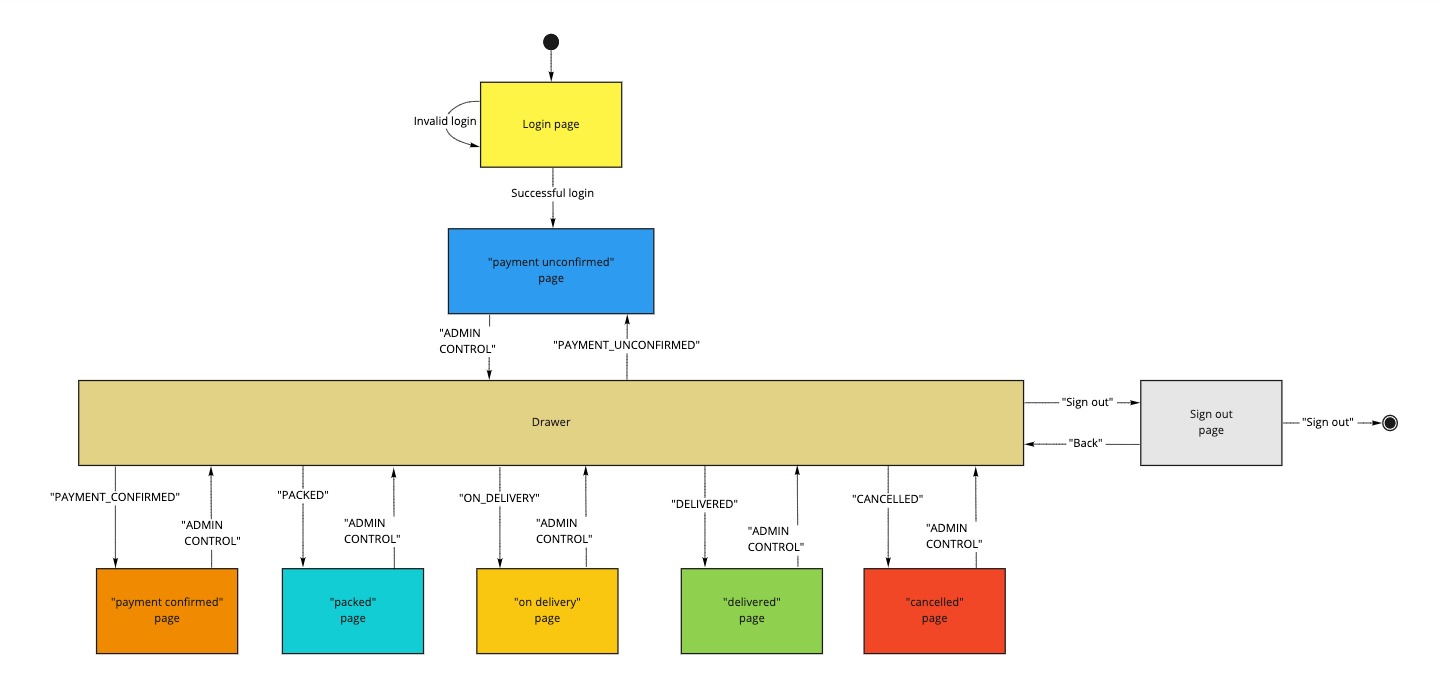 Invalid login
Login page
Successful login
"payment unconfirmed"
page
"ADMIN
CONTROL"
"PAYMENT_UNCONFIRMED"
Drawer
"Sign out"
"Back"
Sign out
page
"Sign out"
"PAYMENT_CONFIRMED"
"ADMIN
CONTROL"
"PACKED"
"ADMIN
CONTROL"
"ON_DELIVERY"
"ADMIN
CONTROL"
"DELIVERED"
"ADMIN
CONTROL"
"CANCELLED"
"ADMIN
CONTROL"
"payment confirmed"
page
"packed"
page
"on delivery"
page
"delivered"
page
"cancelled"
page